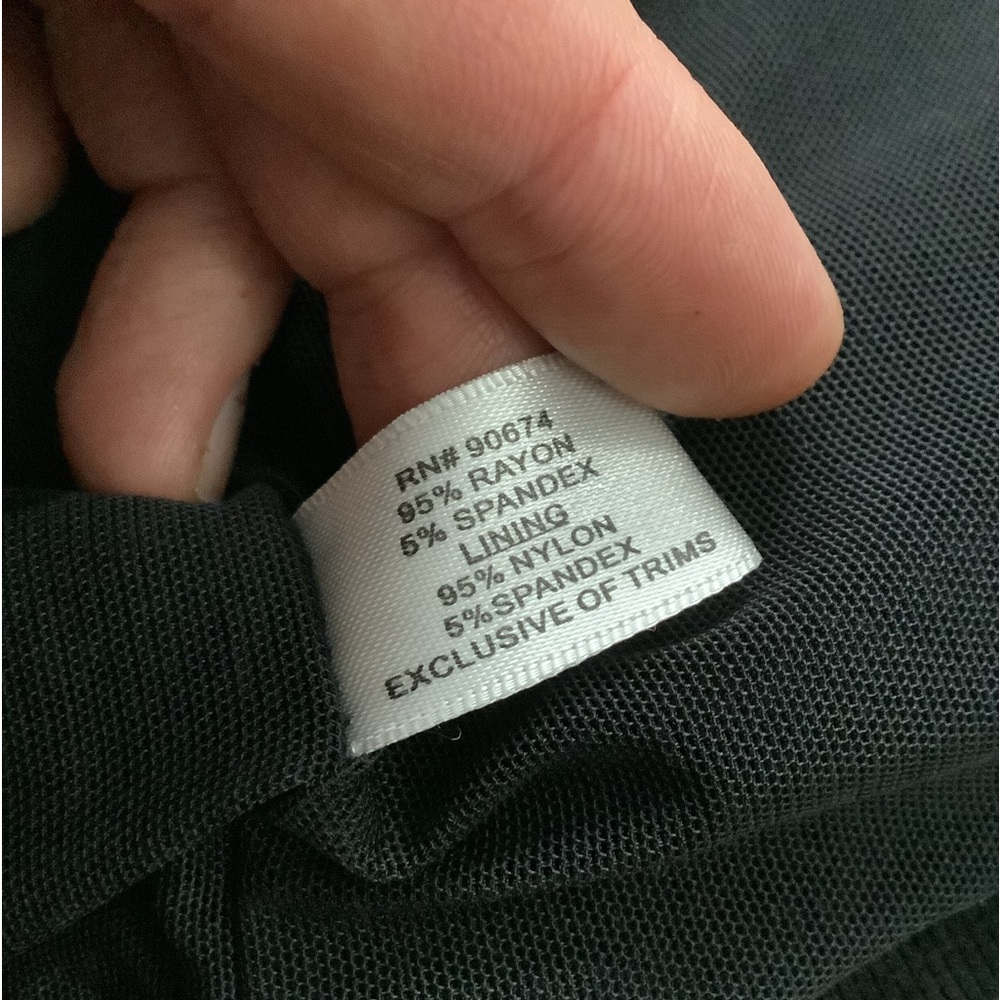 RN# 90674
95% RAYON
5% SPANDEX
LINING
95% NYLON
5%SPANDEX
EXCLUSIVE OF TRIMS